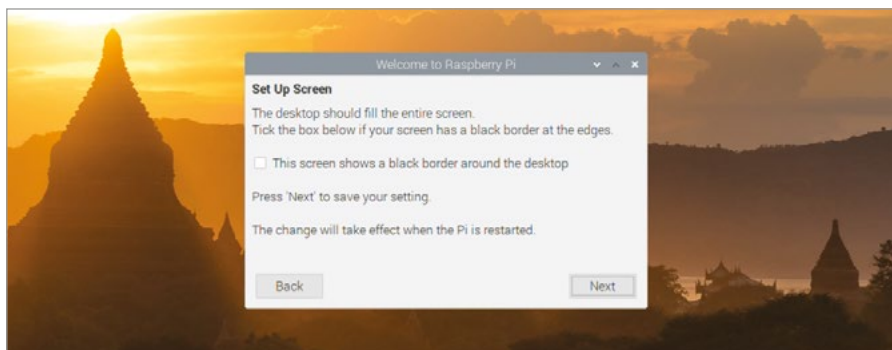 Welcome to Raspberry Pi
Set Up Screen
The desktop should fill the entire screen.
Tick the box below if your screen has a black border at the edges.
This screen shows a black border around the desktop
Press 'Next' to save your setting.
The change will take effect when the Pi is restarted.
Back
Next